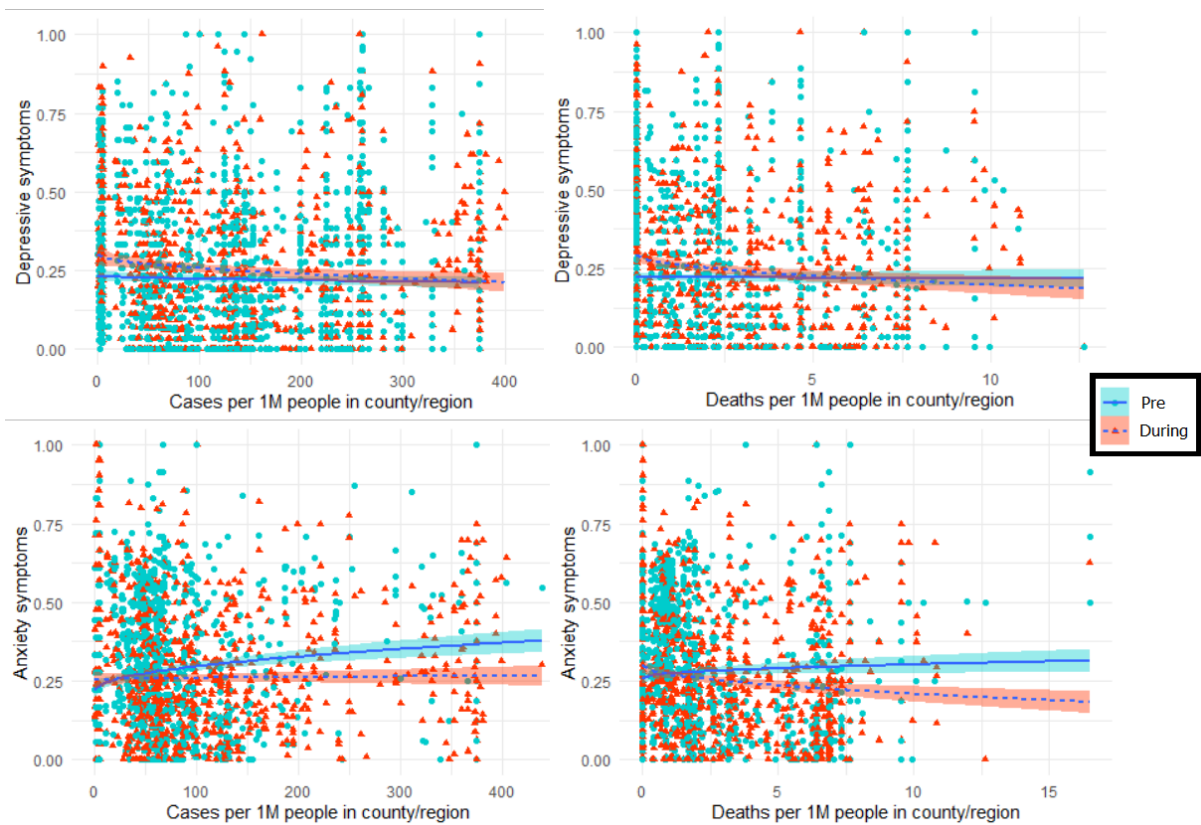 1.00
0.75
0.50
0.25
0.00
Depressive symptoms
0 100 200 300 400
Cases per 1M people in county/region
1.00
0.75
0.50
0.25
0.00
Depressive symptoms
0 5 10
Deaths per 1M people in county/region
Pre
During
1.00
0.75
0.50
0.25
0.00
Anxiety symptoms
0 100 200 300 400
Cases per 1M people in county/region
1.00
0.75
0.50
0.25
0.00
Anxiety symptoms
0 5 10 15
Deaths per 1M people in county/region